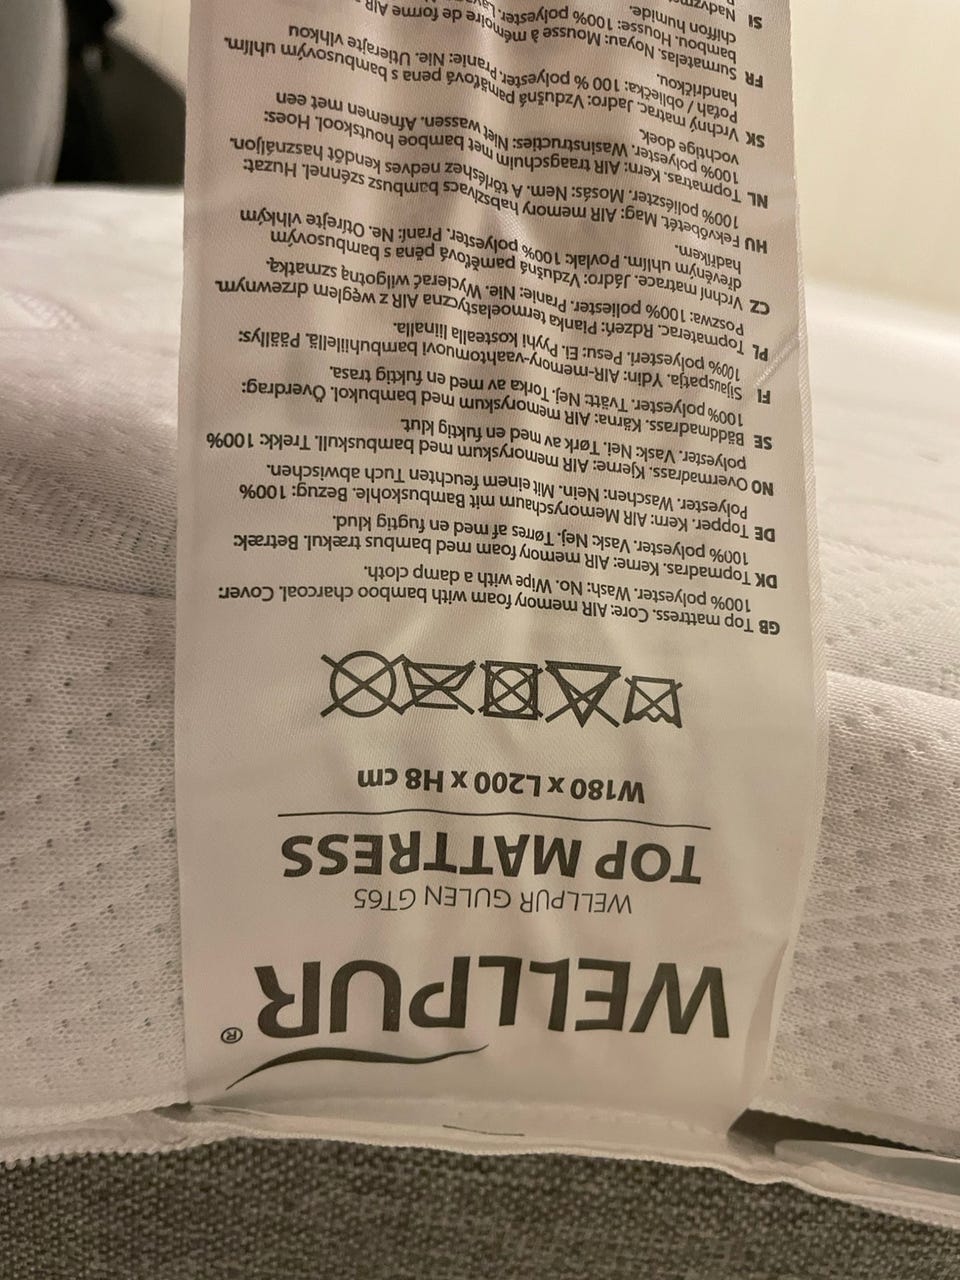 WELLPUR®
WELLPUR GULEN GT65
TOP MATTRESS
W180 x L200 x H8 cm
GB Top mattress. Core: AIR memory foam with bamboo charcoal. Cover:
100% polyester. Wash: No. Wipe with a damp cloth.
DK Topmadras. Kerne: AIR memory foam med bambus trækul. Betræk:
100% polyester. Vask: Nej. Tørres af med en fugtig klud.
DE Topper. Kern: AIR Memoryschaum mit Bambuskohle. Bezug: 100%
Polyester. Waschen: Nein. Mit einem feuchten Tuch abwischen.
NO Overmadrass. Kjerne: AIR memoryskum med bambuskull. Trekk: 100%
polyester. Vask: Nei. Tørk av med en fuktig klut.
SE Bäddmadrass. Kärna: AIR memoryskum med bambukol. Överdrag:
100% polyester. Tvätt: Nej. Torka av med en fuktig trasa.
FI Sijauspatja. Ydin: AIR-memory-vaahtomuovi bambuhiilellä. Päällys:
100% polyesteri. Pesu: Ei. Pyyhi kostealla liinalla.
PL Topmaterac. Rdzeń: Pianka termoelastyczna AIR z węglem drzewnym.
Poszwa: 100% poliester. Pranie: Nie. Wycierać wilgotną szmatką.
CZ Vrchní matrace. Jádro: Vzdušná paměťová pěna s bambusovým
dřevěným uhlím. Povlak: 100% polyester. Praní: Ne. Otírejte vlhkým
hadříkem.
HU Fekvőbetét. Mag: AIR memory habszivacs bambusz szénnel. Huzat:
100% poliészter. Mosás: Nem. A törléshez nedves kendőt használjon.
NL Topmatras. Kern: AIR traagschuim met bamboe houtskool. Hoes:
100% polyester. Wasinstructies: Niet wassen. Afnemen met een
vochtige doek.
SK Vrchný matrac. Jadro: Vzdušná pamäťová pena s bambusovým uhlím.
Poťah / obliečka: 100 % polyester. Pranie: Nie. Utierajte vlhkou
handričkou.
FR Surmatelas. Noyau: Mousse à mémoire de forme AIR
bambou. Housse: 100% polyester.
chiffon humide.
SI Nadvzm